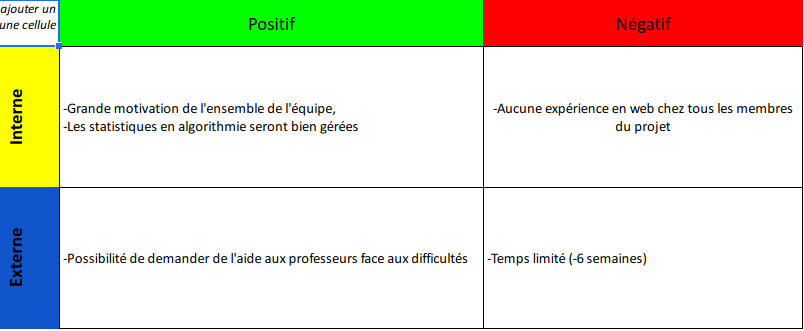 ajouter un
une cellule
Positif
Négatif
Interne
-Grande motivation de l'ensemble de l'équipe,
-Les statistiques en algorithmie seront bien gérées
-Aucune expérience en web chez tous les membres
du projet
Externe
-Possibilité de demander de l'aide aux professeurs face aux difficultés
-Temps limité (-6 semaines)